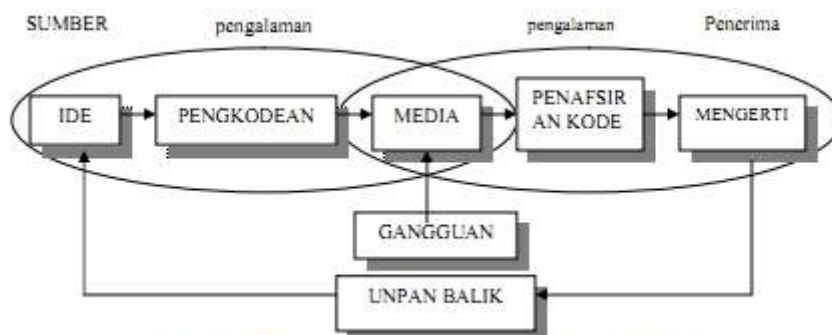 SUMBER pengalaman pengalaman Penerima
IDE PENGKODEAN MEDIA PENAFSIR
AN KODE MENGERTI
GANGGUAN
UNPAN BALIK